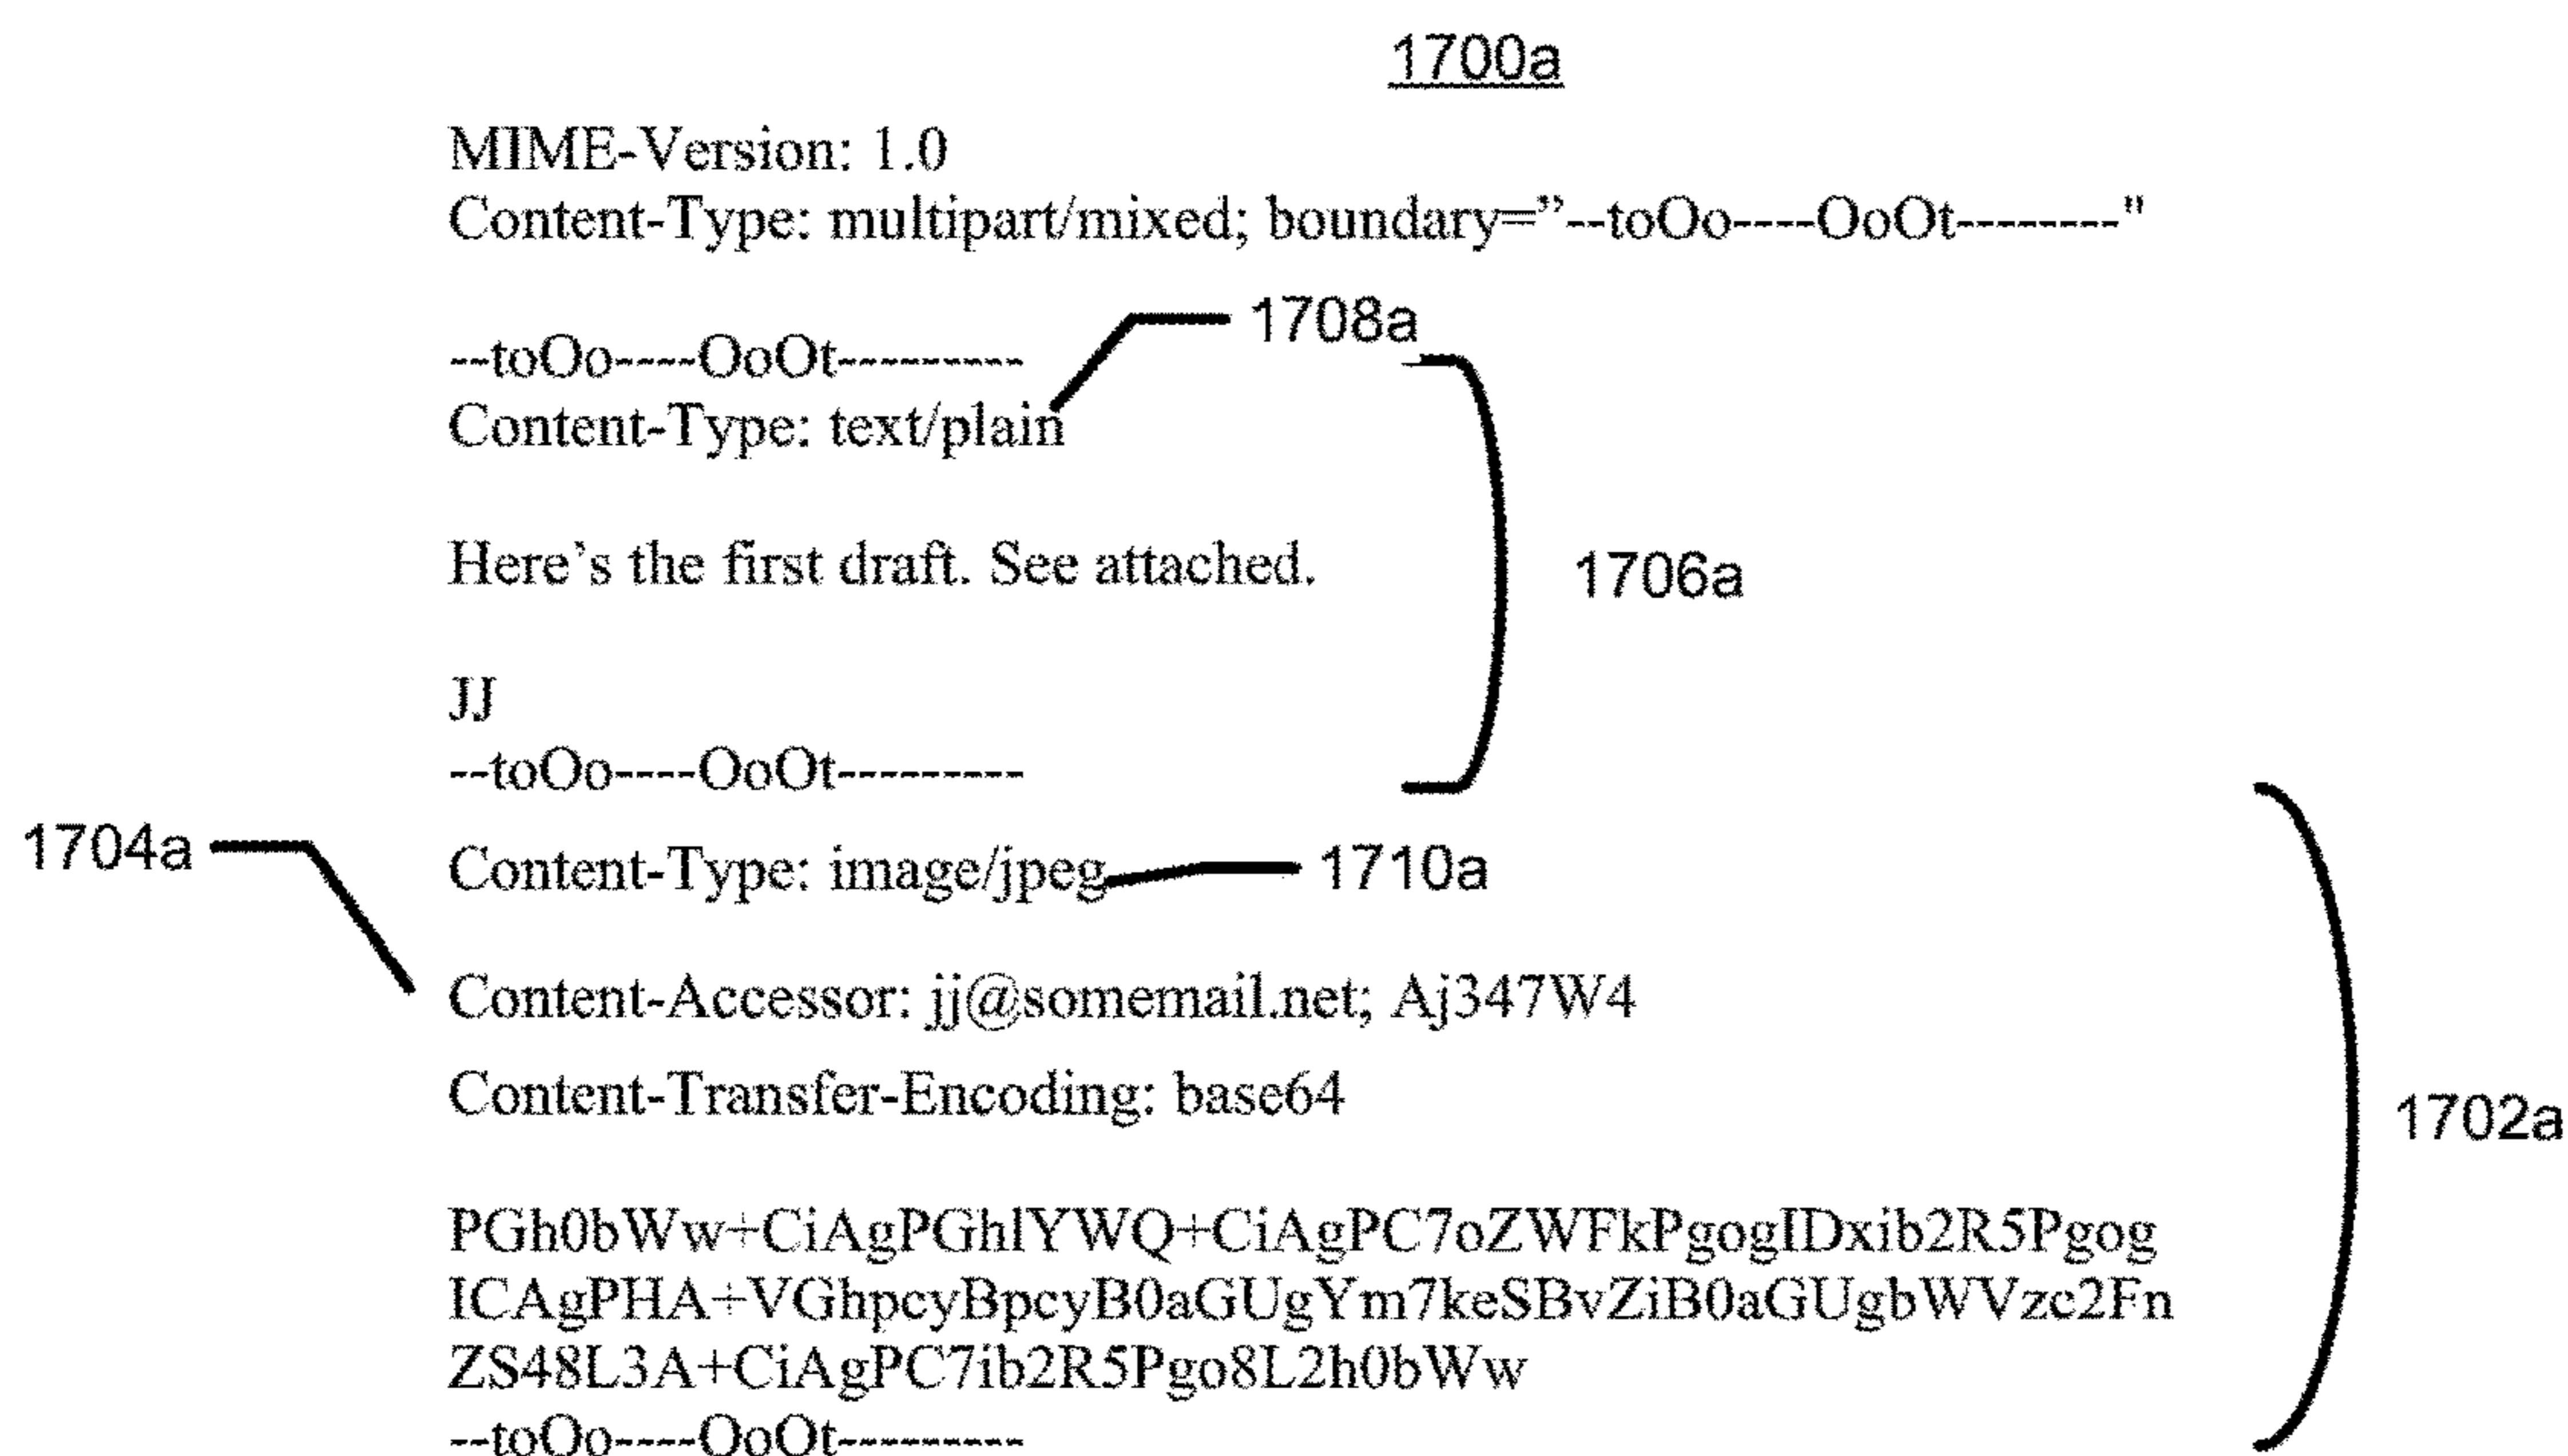 1700a
MIME-Version: 1.0
Content-Type: multipart/mixed; boundary=”--toOo----OoOt--------"
1708a
--toOo----OoOt---------
Content-Type: text/plain
Here’s the first draft. See attached.
1706a
JJ
--toOo----OoOt---------
1704a
Content-Type: image/jpeg
1710a
Content-Accessor: jj@somemail.net; Aj347W4
Content-Transfer-Encoding: base64
1702a
PGh0bWw+CiAgPGhlYWQ+CiAgPC7oZWFkPgogIDxib2R5Pgog
ICAgPHA+VGhpcyBpcyB0aGUgYm7keSBvZiB0aGUgbWVzc2Fn
ZS48L3A+CiAgPC7ib2R5Pgo8L2h0bWw
--toOo----OoOt---------